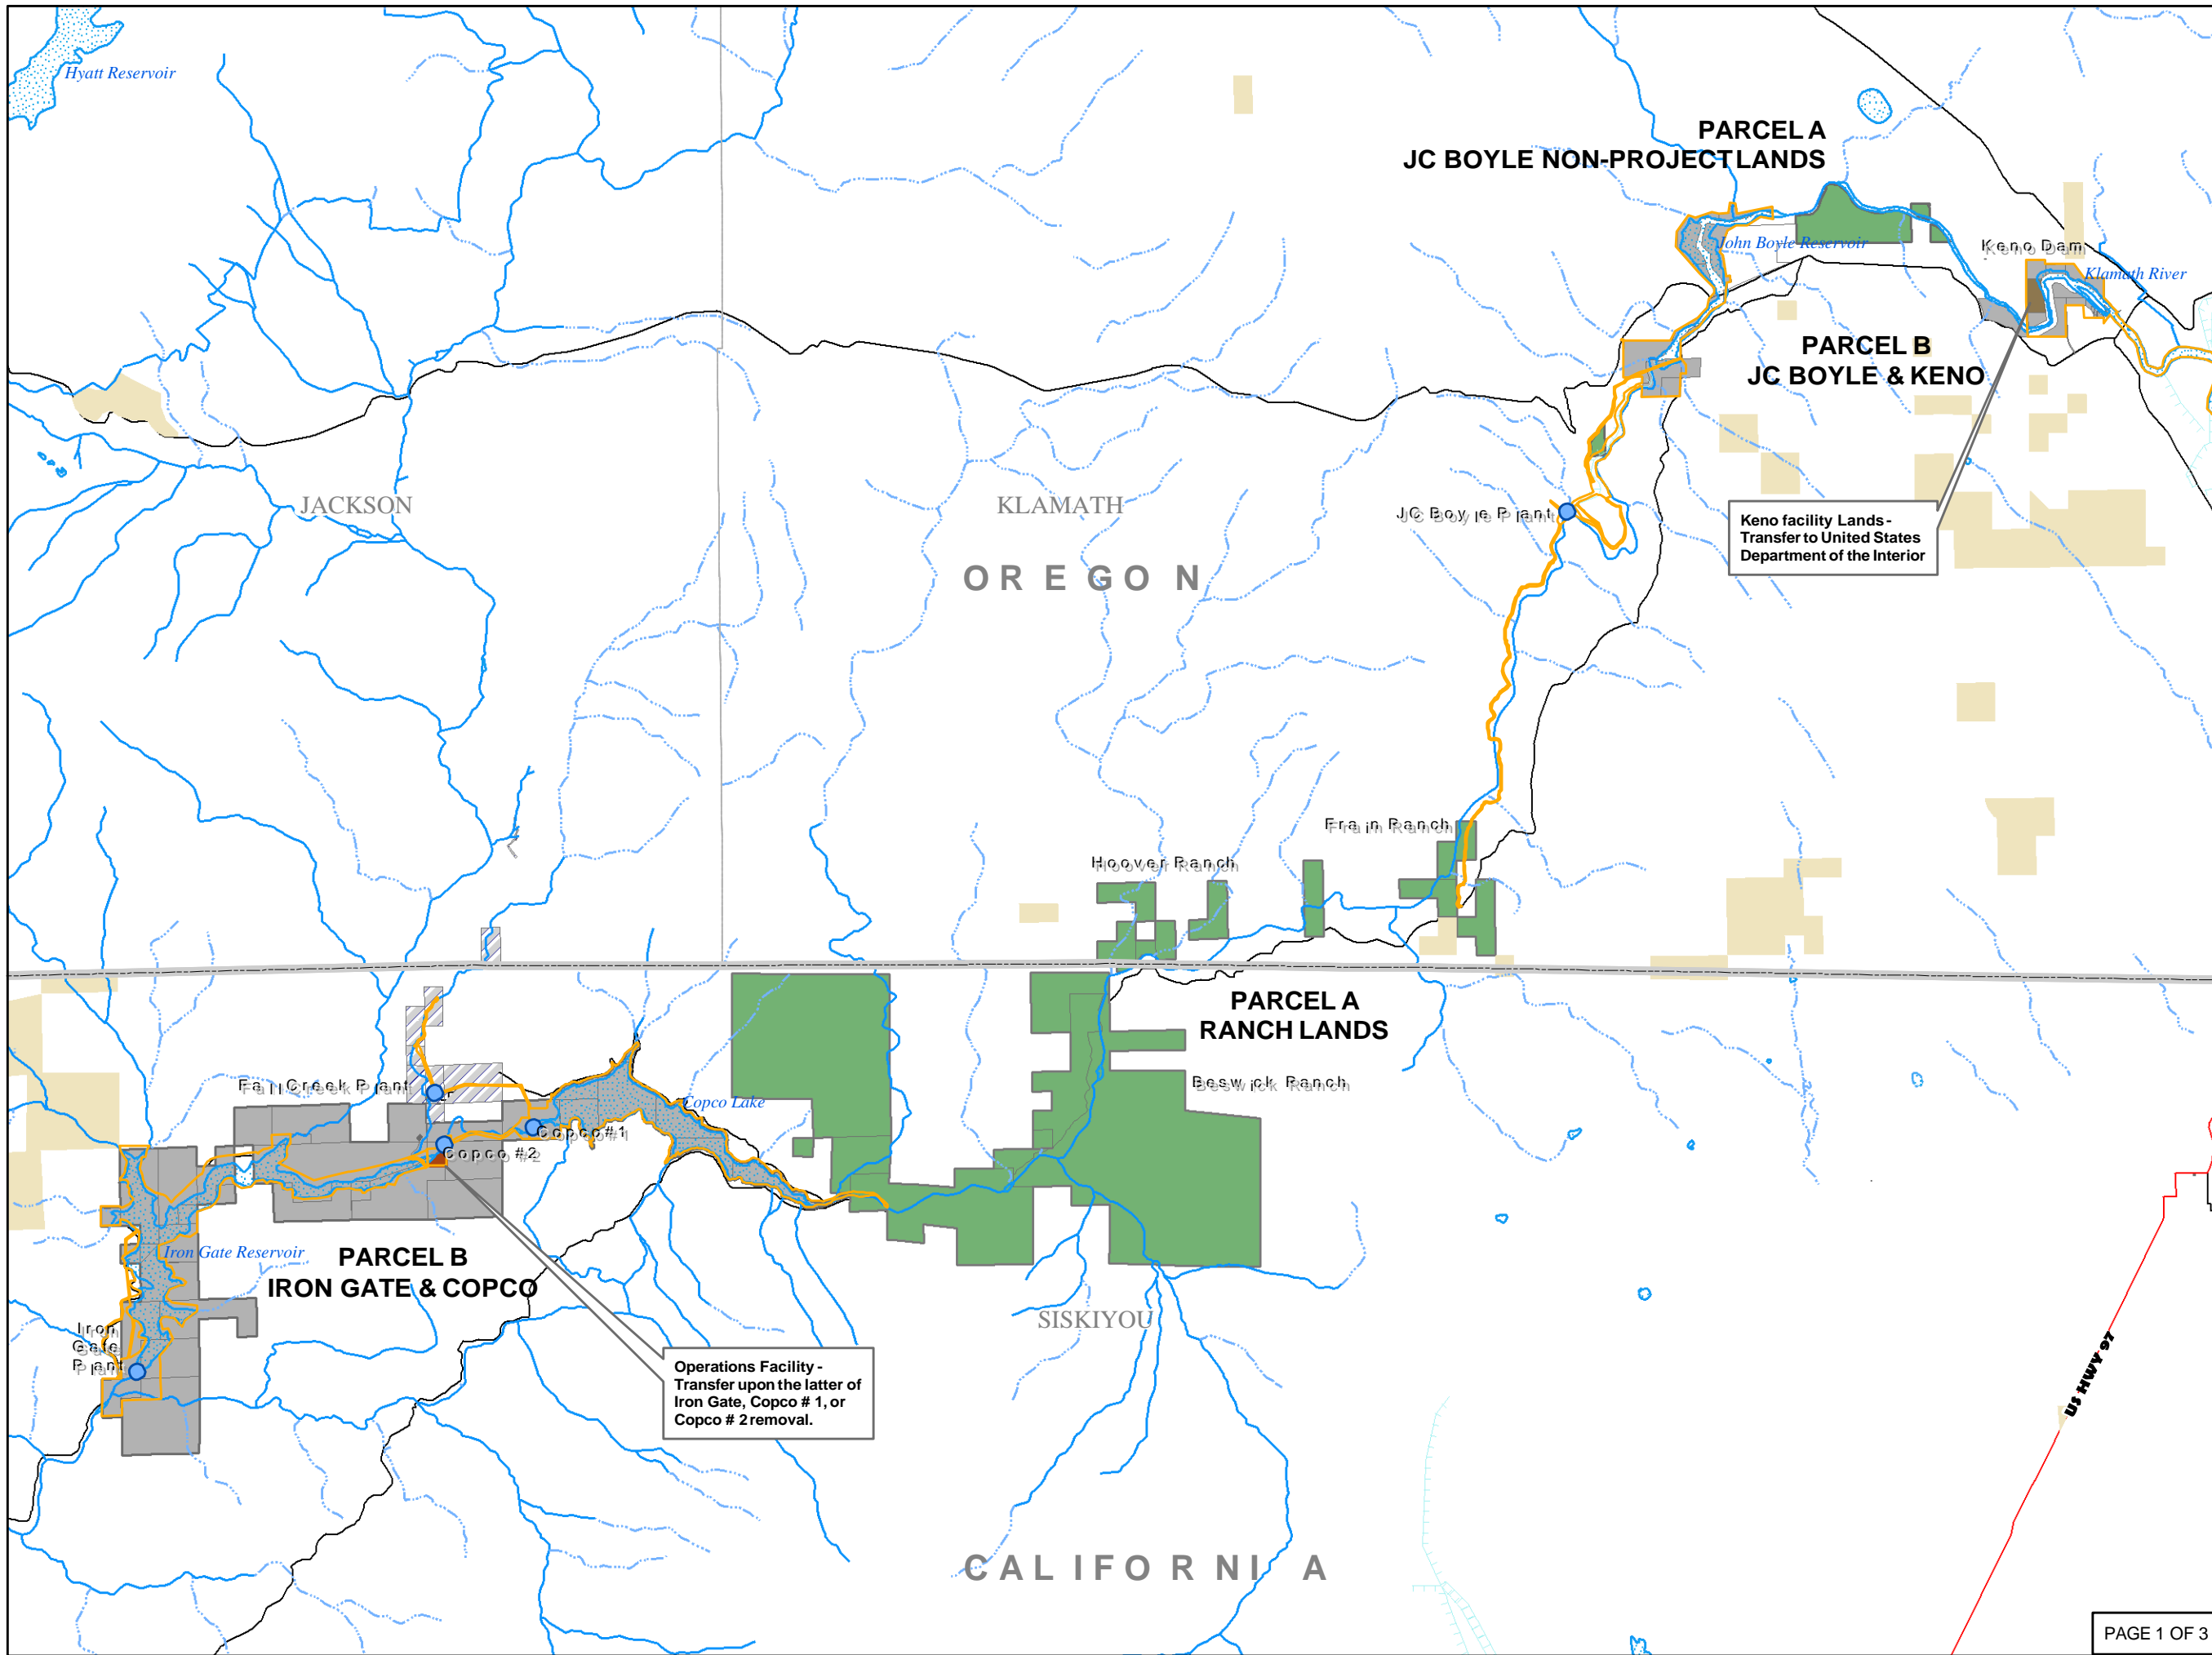 Hyatt Reservoir
PARCEL A
JC BOYLE NON-PROJECT LANDS
John Boyle Reservoir
Keno Dam
Klamath River
PARCEL B
JC BOYLE & KENO
JACKSON
KLAMATH
JC Boyle Plant
Keno facility Lands -
Transfer to United States
Department of the Interior
OREGON
Frain Ranch
Hoover Ranch
PARCEL A
RANCH LANDS
Fall Creek Plant
Beswick Ranch
Copco Lake
Copco #1
Copco #2
Iron Gate Reservoir
PARCEL B
IRON GATE & COPCO
SISKIYOU
Iron
Gate
Plant
Operations Facility -
Transfer upon the latter of
Iron Gate, Copco # 1, or
Copco # 2 removal.
US HWY 97
CALIFORNIA
PAGE 1 OF 3